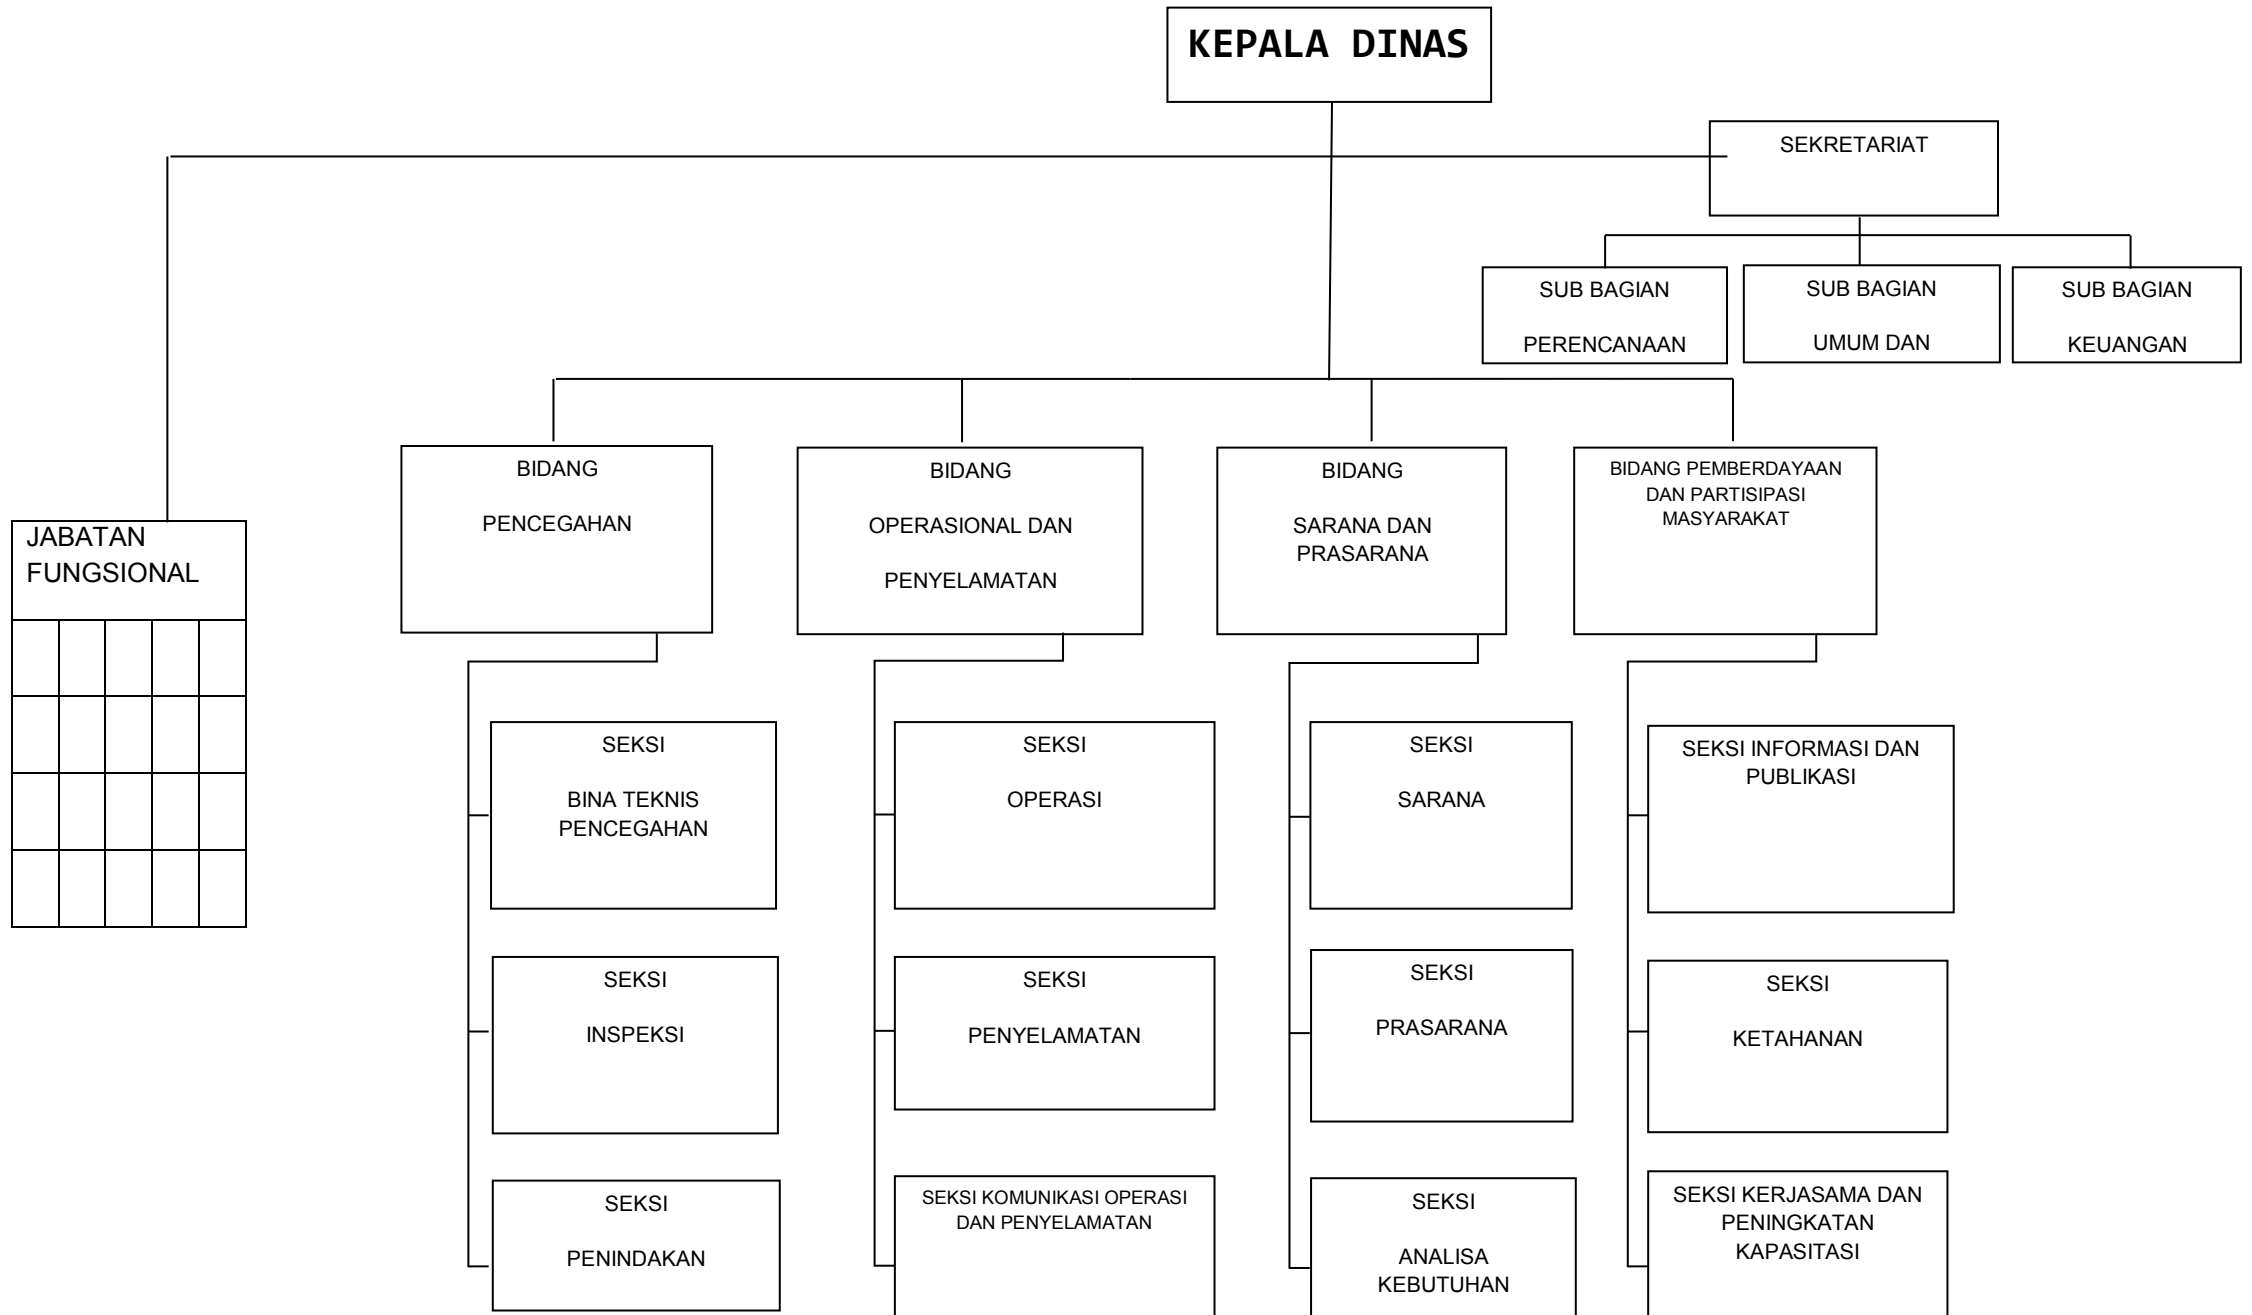 KEPALA DINAS
SEKRETARIAT
SUB BAGIAN
PERENCANAAN
SUB BAGIAN
UMUM DAN
SUB BAGIAN
KEUANGAN
JABATAN
FUNGSIONAL
BIDANG
PENCEGAHAN
BIDANG
OPERASIONAL DAN
PENYELAMATAN
BIDANG
SARANA DAN
PRASARANA
BIDANG PEMBERDAYAAN
DAN PARTISIPASI
MASYARAKAT
SEKSI
BINA TEKNIS
PENCEGAHAN
SEKSI
OPERASI
SEKSI
SARANA
SEKSI INFORMASI DAN
PUBLIKASI
SEKSI
INSPEKSI
SEKSI
PENYELAMATAN
SEKSI
PRASARANA
SEKSI
KETAHANAN
SEKSI
PENINDAKAN
SEKSI KOMUNIKASI OPERASI
DAN PENYELAMATAN
SEKSI
ANALISA
KEBUTUHAN
SEKSI KERJASAMA DAN
PENINGKATAN
KAPASITASI